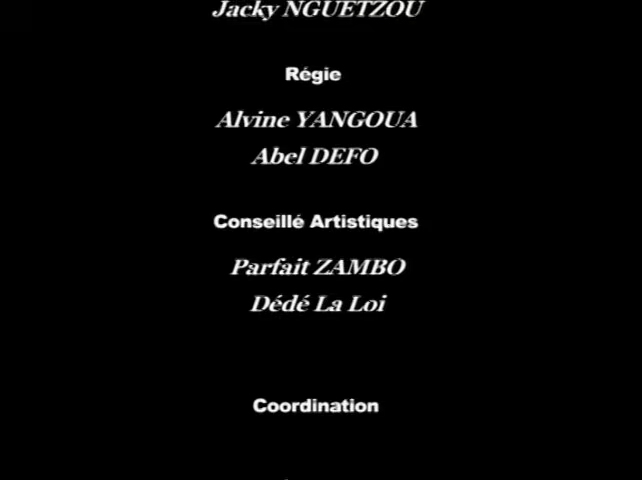 Jacky NGUETZOU
Régie
Alvine YANGOUA
Abel DEFO
Conseillé Artistiques
Parfait ZAMBO
Dédé La Loi
Coordination